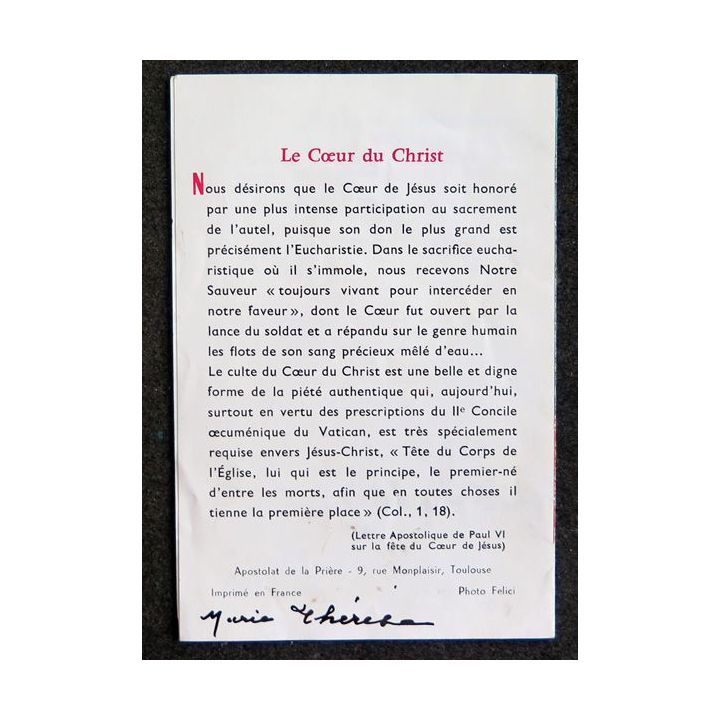 Le Cœur du Christ
Nous désirons que le Cœur de Jésus soit honoré
par une plus intense participation au sacrement
de l'autel, puisque son don le plus grand est
précisément l'Eucharistie. Dans le sacrifice eucha-
ristique où il s'immole, nous recevons Notre
Sauveur « toujours vivant pour intercéder en
notre faveur », dont le Cœur fut ouvert par la
lance du soldat et a répandu sur le genre humain
les flots de son sang précieux mêlé d'eau...
Le culte du Cœur du Christ est une belle et digne
forme de la piété authentique qui, aujourd'hui,
surtout en vertu des prescriptions du IIe Concile
œcuménique du Vatican, est très spécialement
requise envers Jésus-Christ, « Tête du Corps de
l'Église, lui qui est le principe, le premier-né
d'entre les morts, afin que en toutes choses il
tienne la première place » (Col., 1, 18).
(Lettre Apostolique de Paul VI
sur la fête du Cœur de Jésus)
Apostolat de la Prière - 9, rue Monplaisir, Toulouse
Imprimé en France Photo Felici
Marie Thérèse